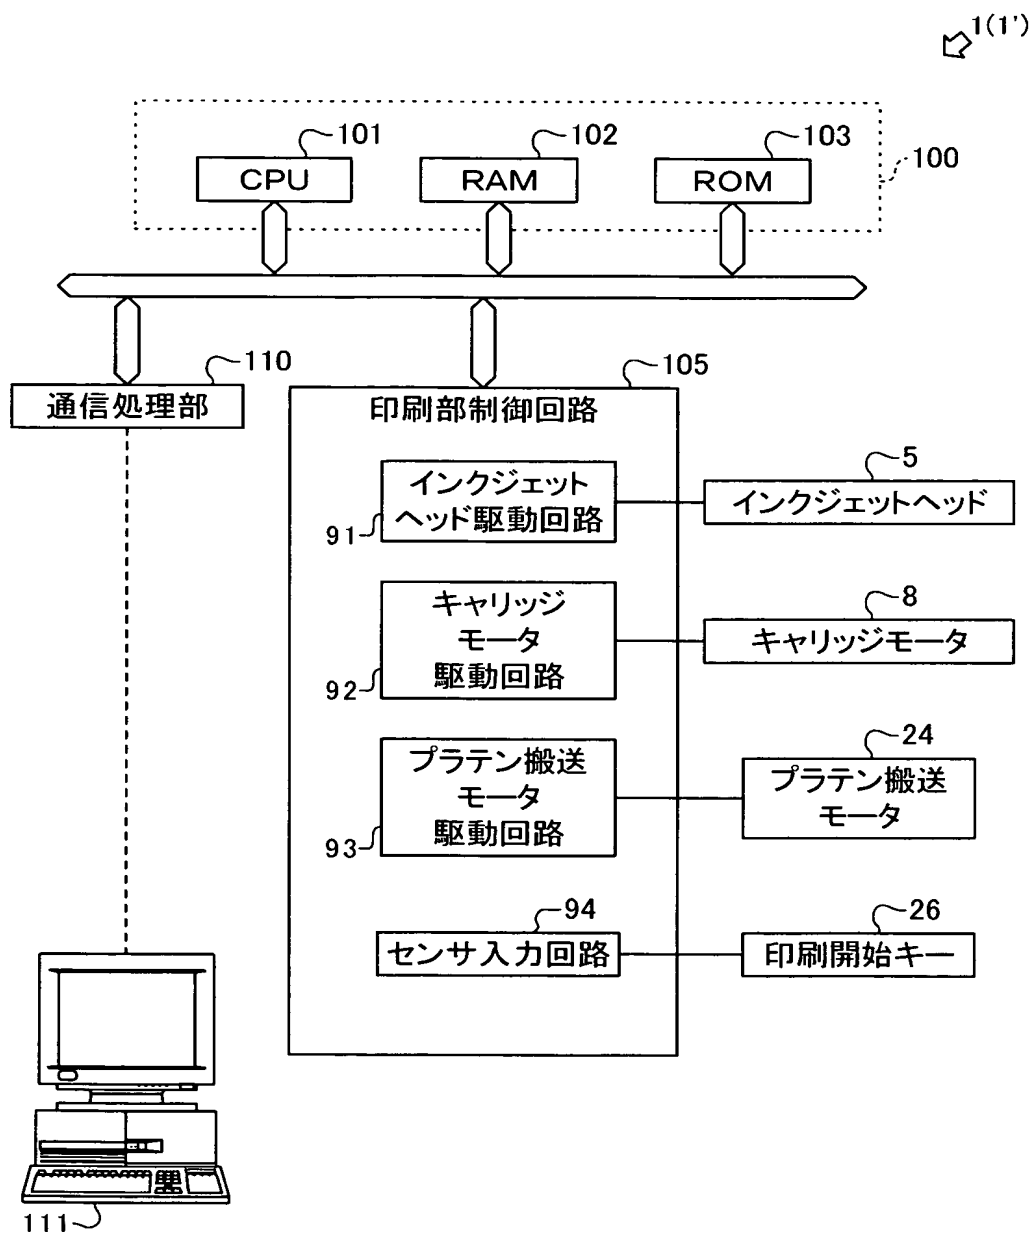 1(1')
101
102
103
100
CPU
RAM
ROM
110
105
通信処理部
印刷部制御回路
5
インクジェット
ヘッド駆動回路
91
インクジェットヘッド
8
キャリッジ
モータ
駆動回路
92
キャリッジモータ
24
プラテン搬送
モータ
駆動回路
93
プラテン搬送
モータ
94
26
センサ入力回路
印刷開始キー
111